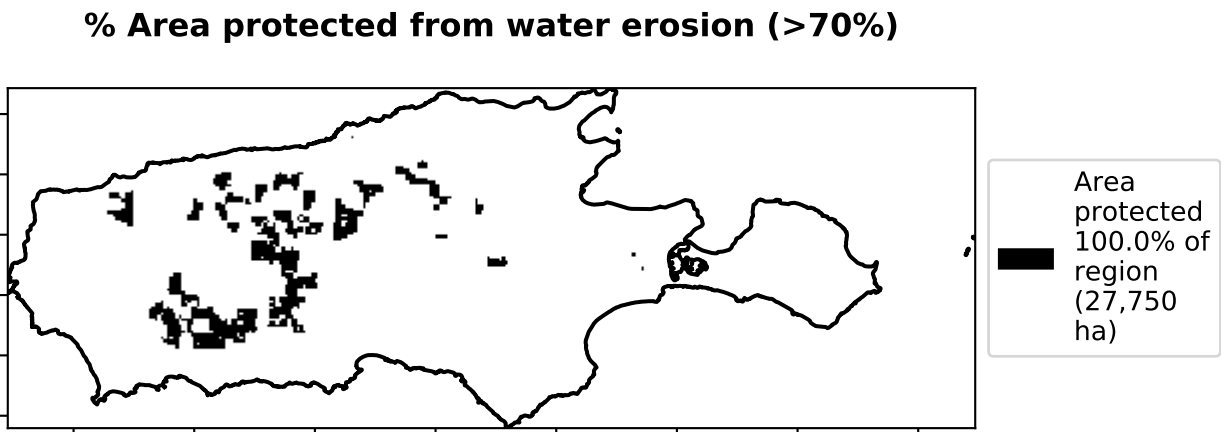 % Area protected from water erosion (>70%)
Area
protected
100.0% of
region
(27,750
ha)